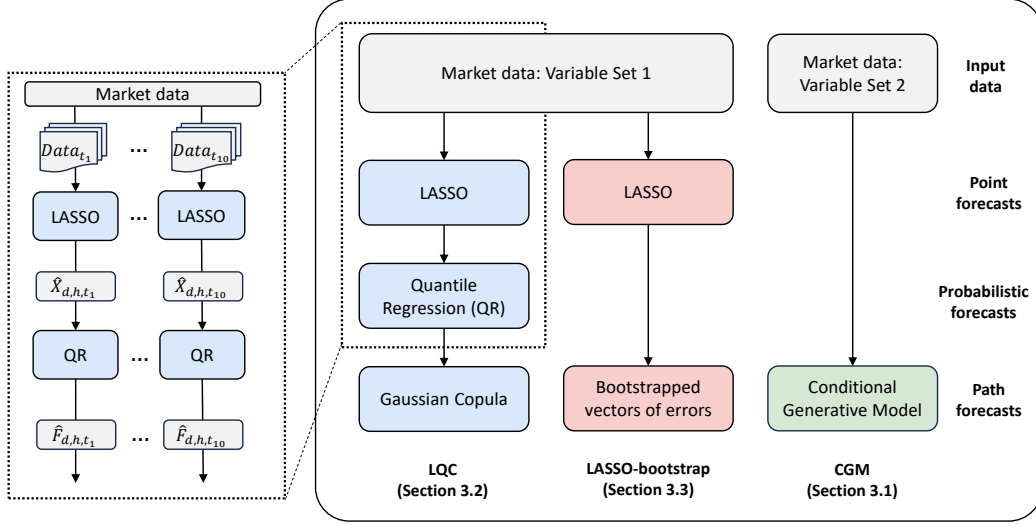 Market data
Data_{t_1} ... Data_{t_{10}}
LASSO ... LASSO
X̂_{d,h,t_1} X̂_{d,h,t_{10}}
QR ... QR
F̂_{d,h,t_1} ... F̂_{d,h,t_{10}}
Market data: Variable Set 1
Market data:
Variable Set 2
Input
data
LASSO
LASSO
Point
forecasts
Quantile
Regression (QR)
Probabilistic
forecasts
Gaussian Copula
Bootstrapped
vectors of errors
Conditional
Generative Model
Path
forecasts
LQC
(Section 3.2)
LASSO-bootstrap
(Section 3.3)
CGM
(Section 3.1)